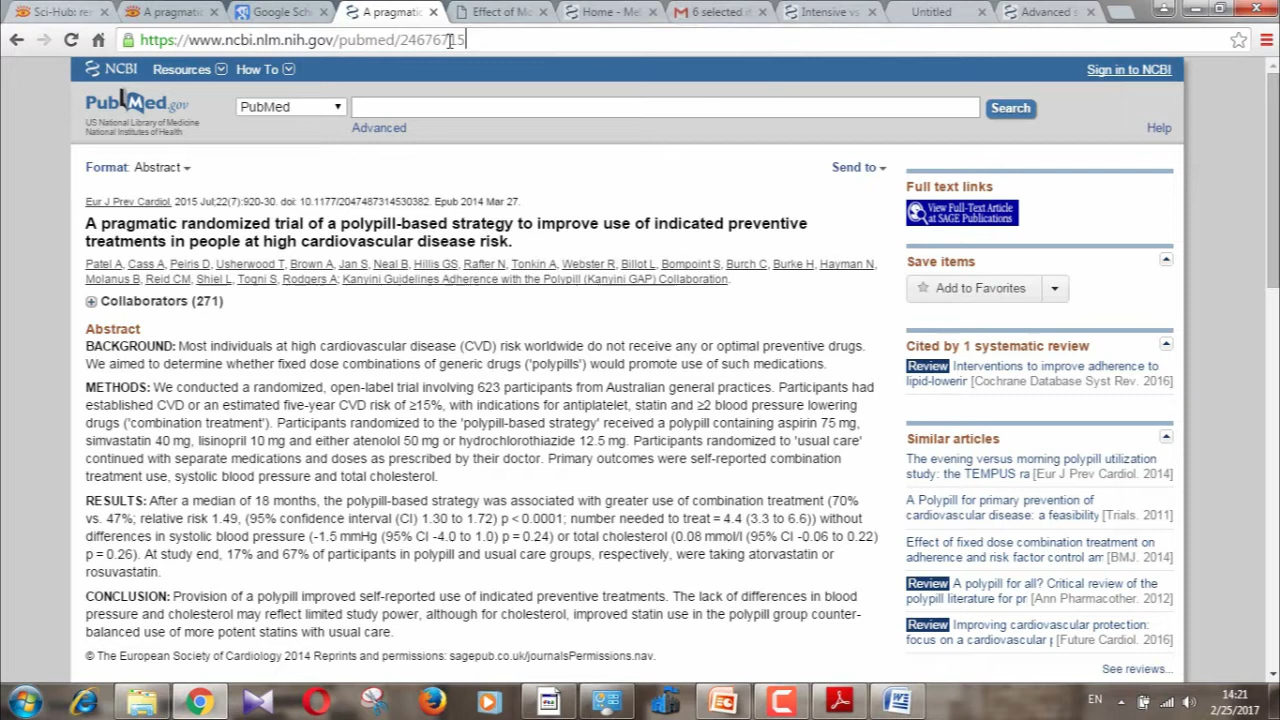 Sci-Hub: re
A pragmatic
Google Sch
A pragmatic
Effect of Mo
Home - Me
6 selected it
Intensive vs
Untitled
Advanced s
https://www.ncbi.nlm.nih.gov/pubmed/24676715
NCBI Resources How To Sign in to NCBI
PubMed.gov
US National Library of Medicine
National Institutes of Health
PubMed
Search
Advanced
Help
Format: Abstract
Send to
Eur J Prev Cardiol. 2015 Jul;22(7):920-30. doi: 10.1177/2047487314530382. Epub 2014 Mar 27.
A pragmatic randomized trial of a polypill-based strategy to improve use of indicated preventive
treatments in people at high cardiovascular disease risk.
Patel A, Cass A, Peiris D, Usherwood T, Brown A, Jan S, Neal B, Hillis GS, Rafter N, Tonkin A, Webster R, Billot L, Bompoint S, Burch C, Burke H, Hayman N,
Molanus B, Reid CM, Shiel L, Togni S, Rodgers A; Kanyini Guidelines Adherence with the Polypill (Kanyini GAP) Collaboration.
Collaborators (271)
Abstract
BACKGROUND: Most individuals at high cardiovascular disease (CVD) risk worldwide do not receive any or optimal preventive drugs.
We aimed to determine whether fixed dose combinations of generic drugs ('polypills') would promote use of such medications.
METHODS: We conducted a randomized, open-label trial involving 623 participants from Australian general practices. Participants had
established CVD or an estimated five-year CVD risk of ≥15%, with indications for antiplatelet, statin and ≥2 blood pressure lowering
drugs ('combination treatment'). Participants randomized to the 'polypill-based strategy' received a polypill containing aspirin 75 mg,
simvastatin 40 mg, lisinopril 10 mg and either atenolol 50 mg or hydrochlorothiazide 12.5 mg. Participants randomized to 'usual care'
continued with separate medications and doses as prescribed by their doctor. Primary outcomes were self-reported combination
treatment use, systolic blood pressure and total cholesterol.
RESULTS: After a median of 18 months, the polypill-based strategy was associated with greater use of combination treatment (70%
vs. 47%; relative risk 1.49, (95% confidence interval (CI) 1.30 to 1.72) p < 0.0001; number needed to treat = 4.4 (3.3 to 6.6)) without
differences in systolic blood pressure (-1.5 mmHg (95% CI -4.0 to 1.0) p = 0.24) or total cholesterol (0.08 mmol/l (95% CI -0.06 to 0.22)
p = 0.26). At study end, 17% and 67% of participants in polypill and usual care groups, respectively, were taking atorvastatin or
rosuvastatin.
CONCLUSION: Provision of a polypill improved self-reported use of indicated preventive treatments. The lack of differences in blood
pressure and cholesterol may reflect limited study power, although for cholesterol, improved statin use in the polypill group counter-
balanced use of more potent statins with usual care.
© The European Society of Cardiology 2014 Reprints and permissions: sagepub.co.uk/journalsPermissions.nav.
Full text links
View Full-Text Article
at SAGE Publications
Save items
Add to Favorites
Cited by 1 systematic review
Review Interventions to improve adherence to
lipid-lowerir [Cochrane Database Syst Rev. 2016]
Similar articles
The evening versus morning polypill utilization
study: the TEMPUS ra [Eur J Prev Cardiol. 2014]
A Polypill for primary prevention of
cardiovascular disease: a feasibility [Trials. 2011]
Effect of fixed dose combination treatment on
adherence and risk factor control am [BMJ. 2014]
Review A polypill for all? Critical review of the
polypill literature for pr [Ann Pharmacother. 2012]
Review Improving cardiovascular protection:
focus on a cardiovascular p [Future Cardiol. 2016]
See reviews...
EN
14:21
2/25/2017